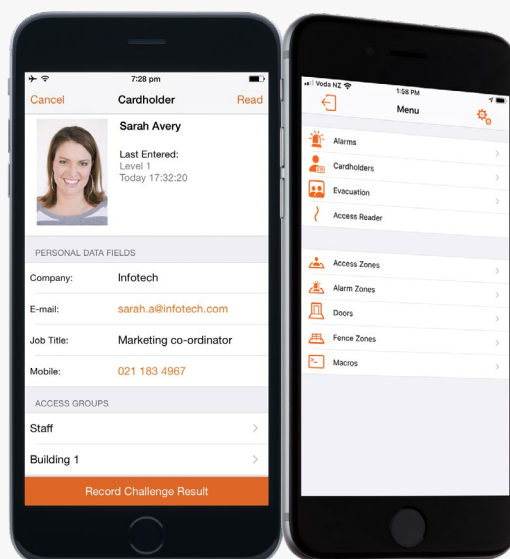 7:28 pm
Cancel
Cardholder
Read
Sarah Avery
Last Entered:
Level 1
Today 17:32:20
PERSONAL DATA FIELDS
Company: Infotech
E-mail: sarah.a@infotech.com
Job Title: Marketing co-ordinator
Mobile: 021 183 4967
ACCESS GROUPS
Staff
Building 1
Record Challenge Result
Voda NZ
1:58 PM
Menu
Alarms
Cardholders
Evacuation
Access Reader
Access Zones
Alarm Zones
Doors
Fence Zones
Macros